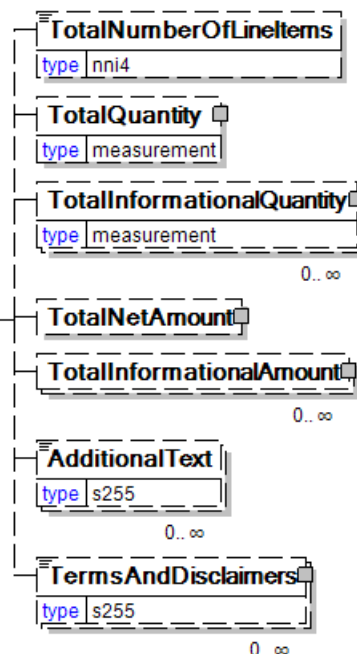 TotalNumberOfLineItems
type nni4
TotalQuantity
type measurement
TotalInformationalQuantity
type measurement
0.. ∞
TotalNetAmount
TotalInformationalAmount
0.. ∞
AdditionalText
type s255
0.. ∞
TermsAndDisclaimers
type s255
0.. ∞